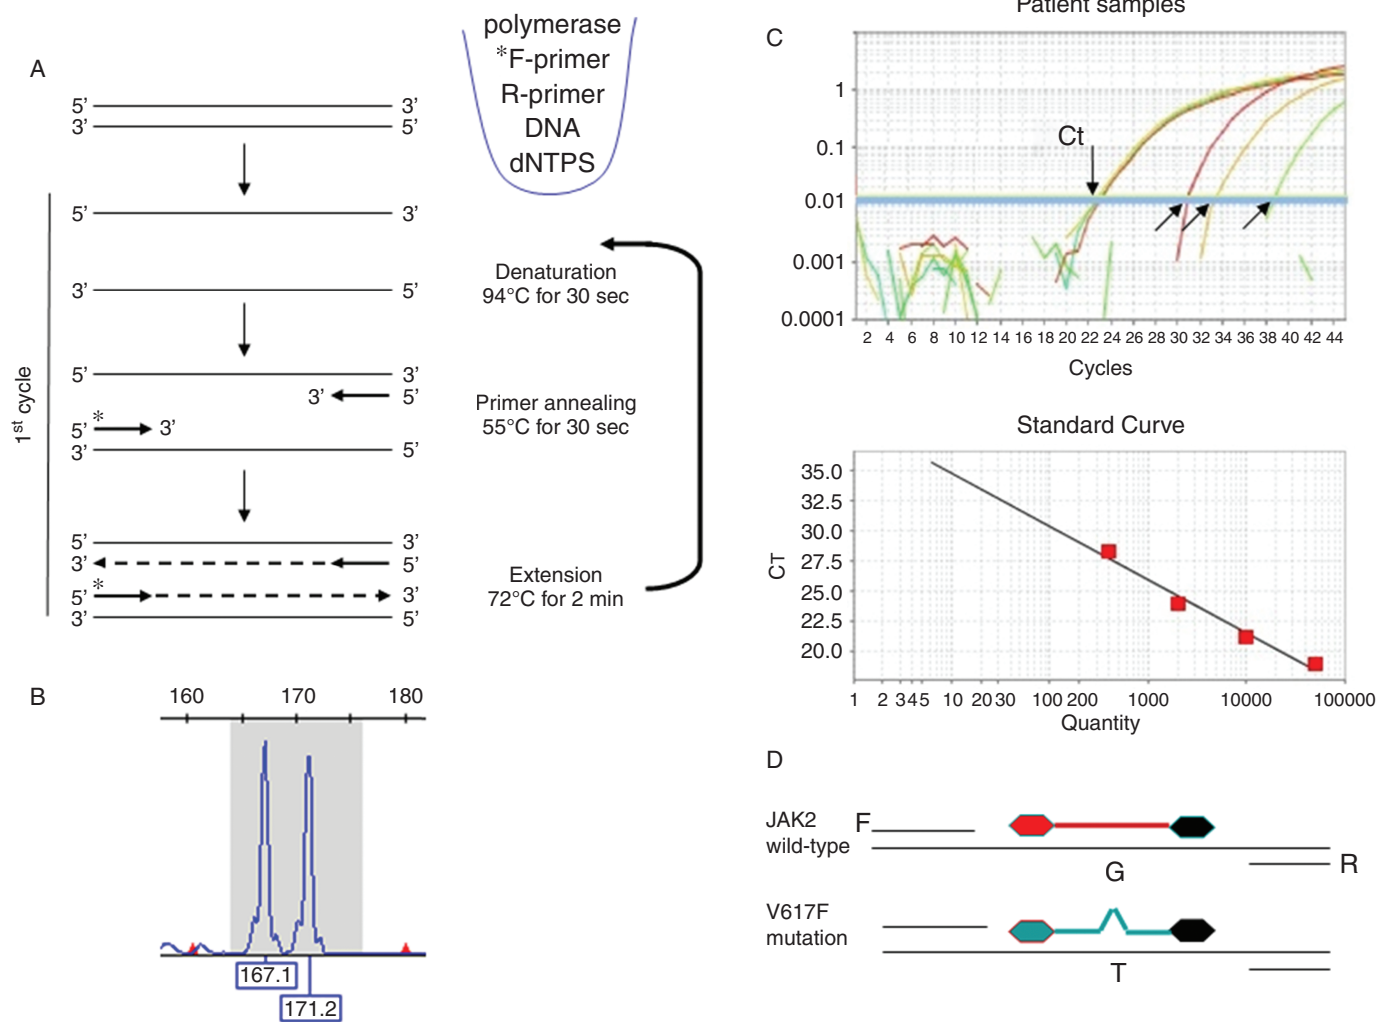 A
5' 3'
3' 5'
polymerase
*F-primer
R-primer
DNA
dNTPS
1st cycle
5' 3'
3' 5'
Denaturation
94°C for 30 sec
5' 3'
3' 5'
5' * 3'
3' 5'
Primer annealing
55°C for 30 sec
5' 3'
3' 5'
5' * 3'
3' 5'
Extension
72°C for 2 min
B
160 170 180
167.1
171.2
C
Patient samples
Ct
1
0.1
0.01
0.001
0.0001
2 4 6 8 10 12 14 16 18 20 22 24 26 28 30 32 34 36 38 40 42 44
Cycles
Standard Curve
CT
35.0
32.5
30.0
27.5
25.0
22.5
20.0
1 2 3 4 5 10 20 30 100 200 1000 10000 100000
Quantity
D
JAK2
wild-type
F
G
R
V617F
mutation
T